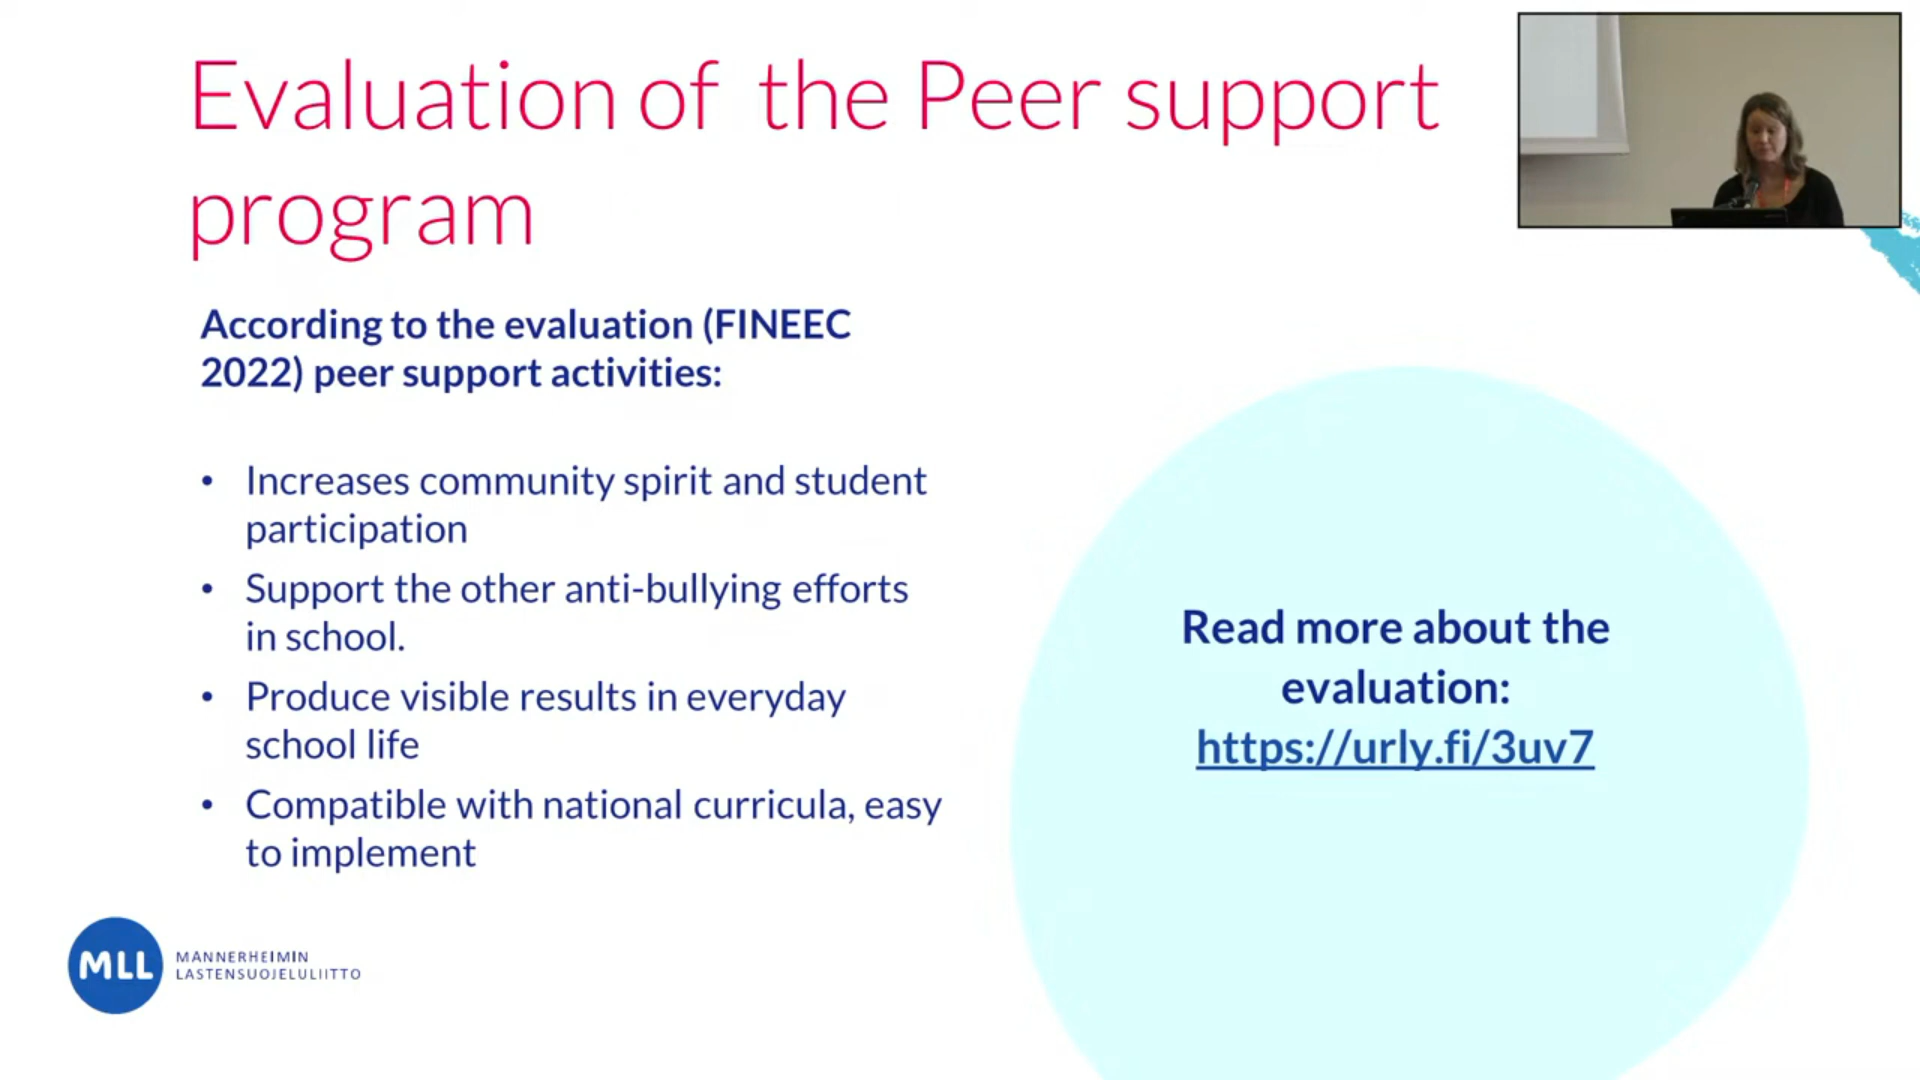 Evaluation of the Peer support
program
According to the evaluation (FINEEC
2022) peer support activities:
• Increases community spirit and student
participation
• Support the other anti-bullying efforts
in school.
• Produce visible results in everyday
school life
• Compatible with national curricula, easy
to implement
Read more about the
evaluation:
https://urly.fi/3uv7
MLL
MANNERHEIMIN
LASTENSUOJELULIITTO